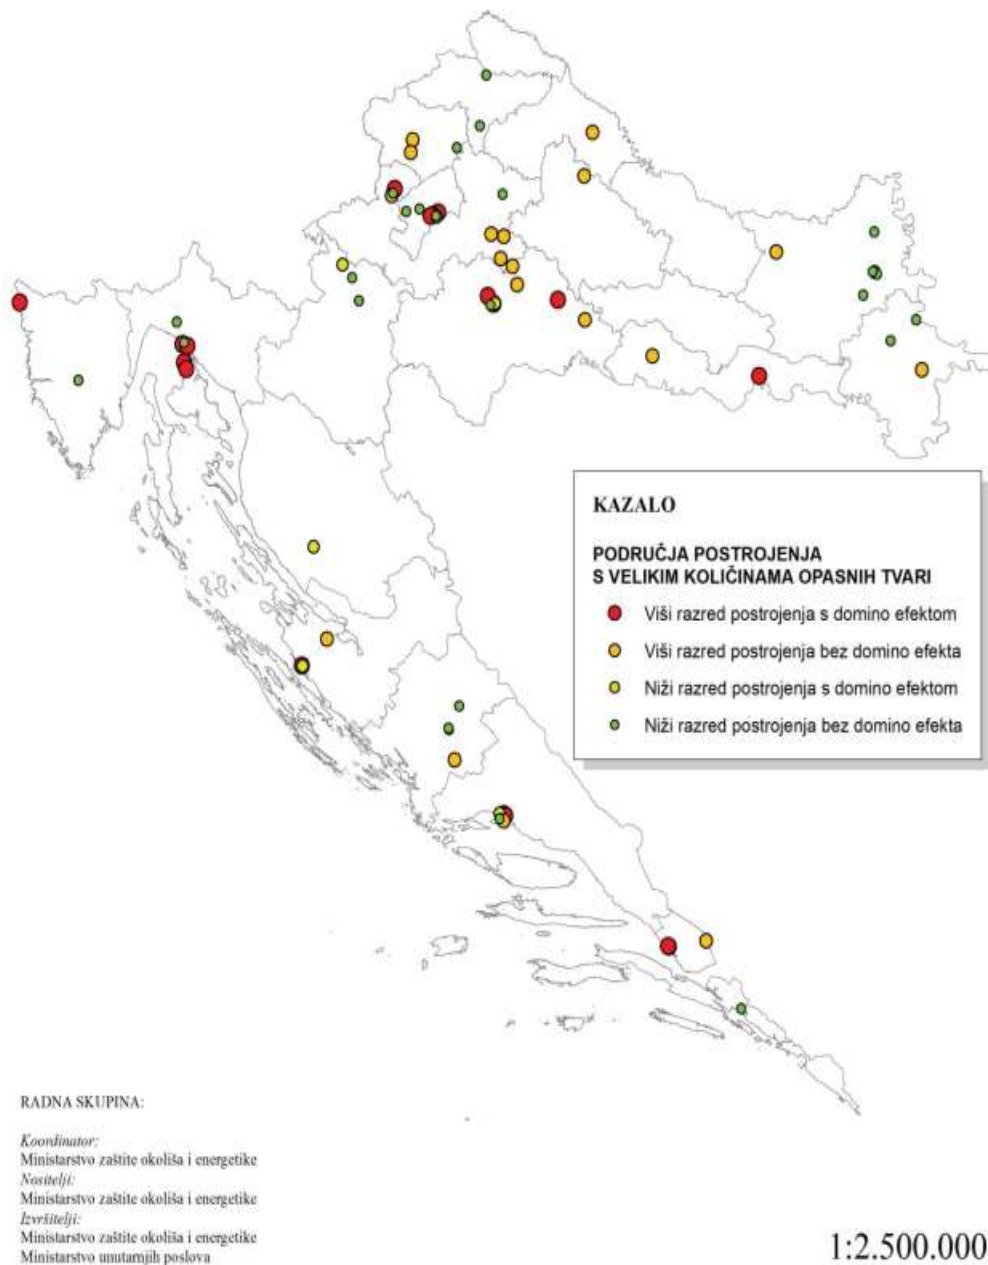 KAZALO
PODRUČJA POSTROJENJA
S VELIKIM KOLIČINAMA OPASNIH TVARI
Viši razred postrojenja s domino efektom
Viši razred postrojenja bez domino efekta
Niži razred postrojenja s domino efektom
Niži razred postrojenja bez domino efekta
RADNA SKUPINA:
Koordinator:
Ministarstvo zaštite okoliša i energetike
Nositelji:
Ministarstvo zaštite okoliša i energetike
Izvršitelji:
Ministarstvo zaštite okoliša i energetike
Ministarstvo unutarnjih poslova
1:2.500.000